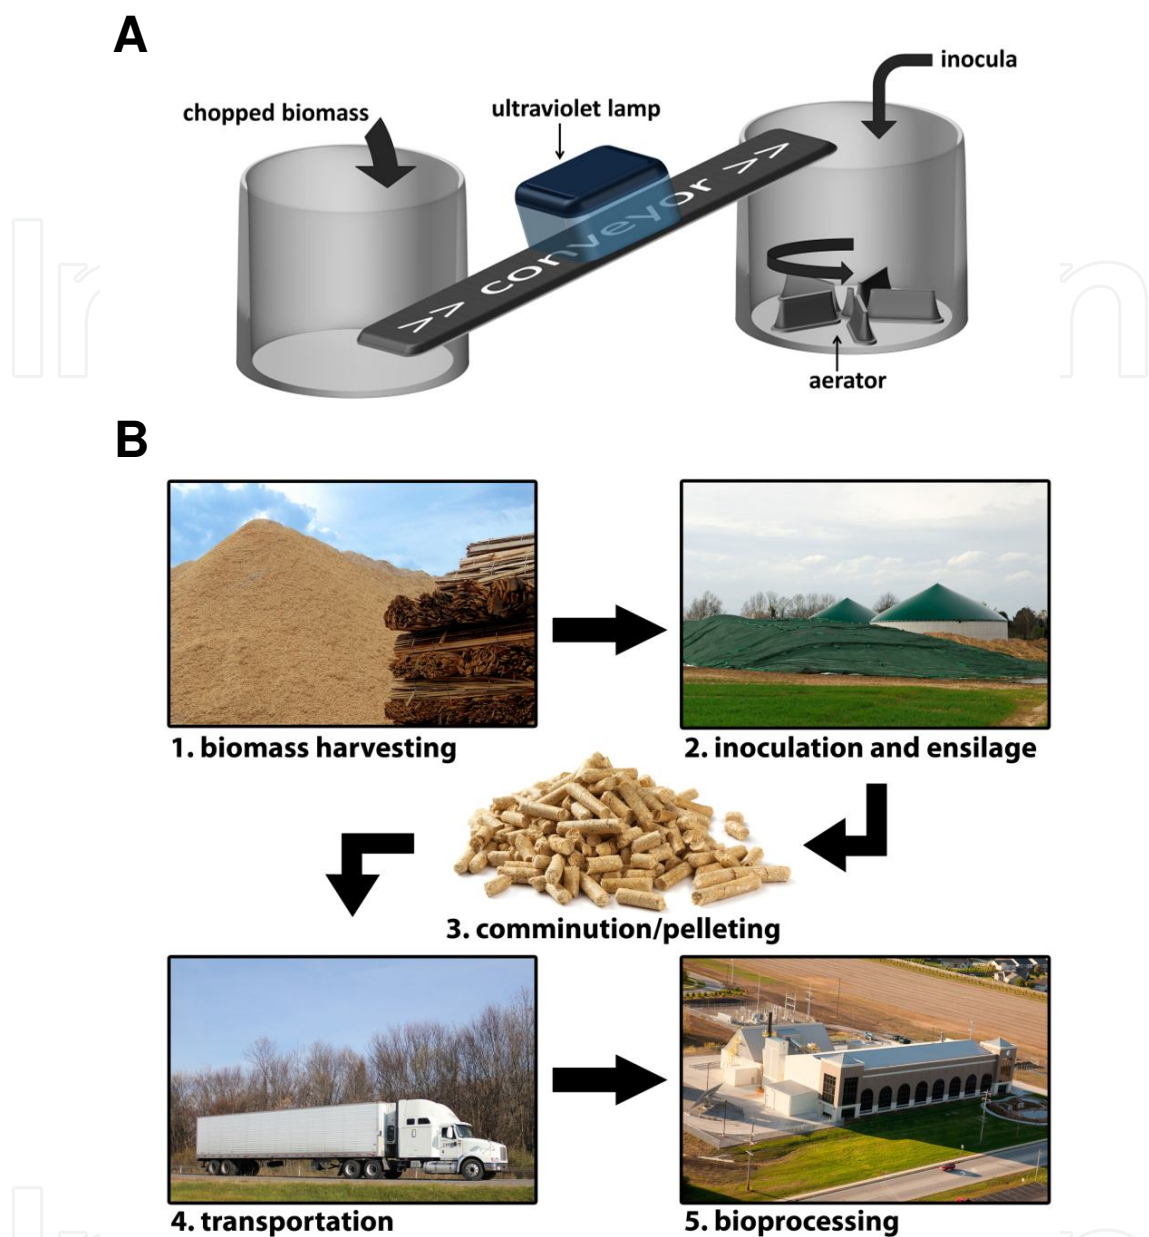 A
inocula
chopped biomass
ultraviolet lamp
>> conveyor >>
aerator
B
1. biomass harvesting
2. inoculation and ensilage
3. comminution/pelleting
4. transportation
5. bioprocessing